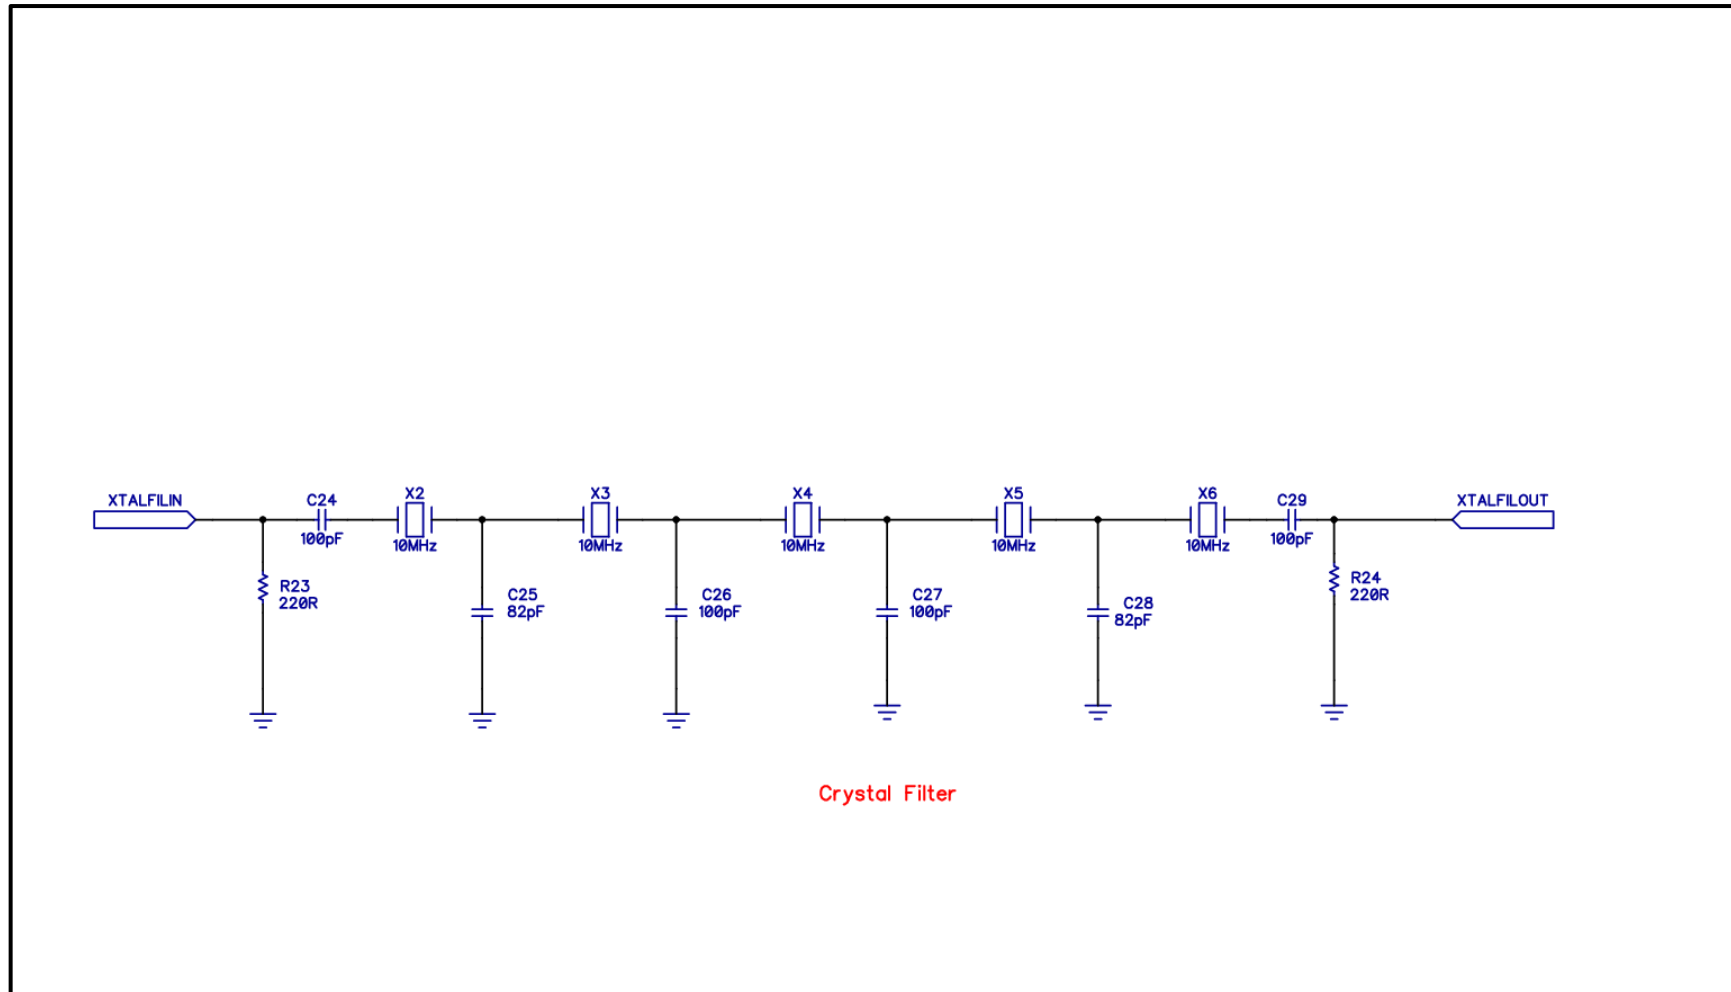 XTALFILIN
C24
100pF
X2
10MHz
X3
10MHz
X4
10MHz
X5
10MHz
X6
10MHz
C29
100pF
XTALFILOUT
R23
220R
C25
82pF
C26
100pF
C27
100pF
C28
82pF
R24
220R
Crystal Filter